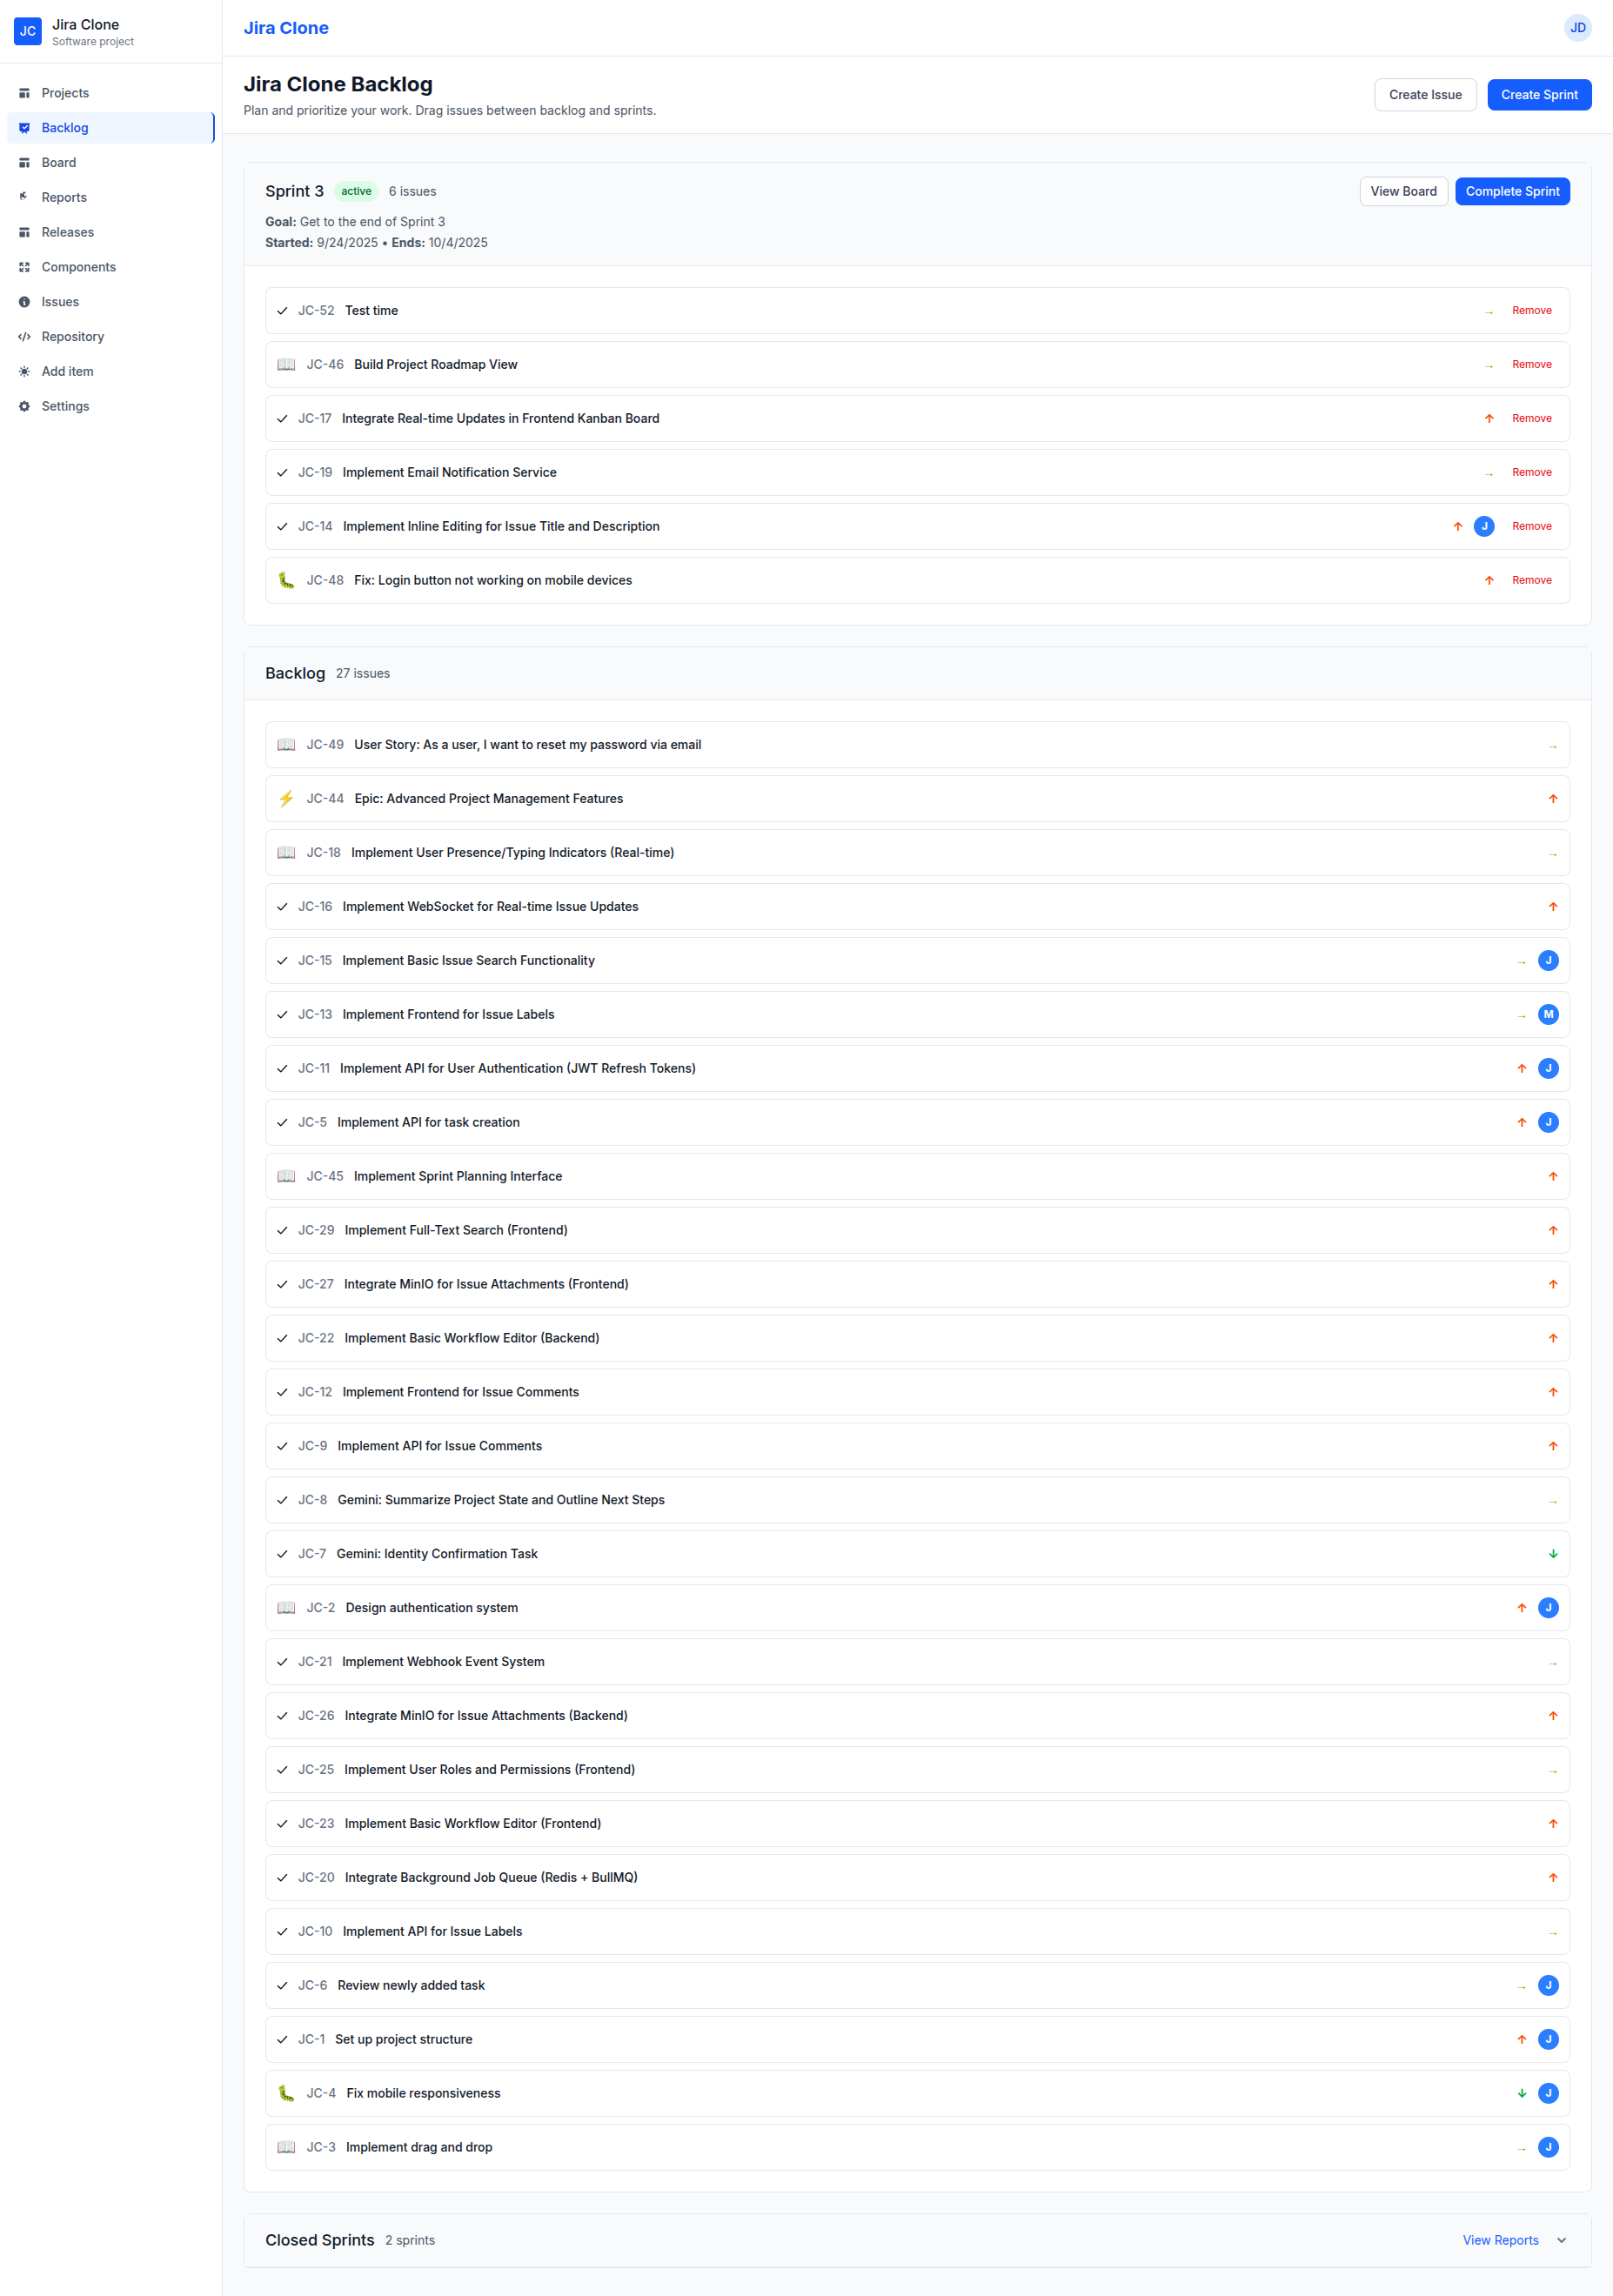 JC
Jira Clone
Software project
Projects
Backlog
Board
Reports
Releases
Components
Issues
Repository
Add item
Settings
Jira Clone
JD
Jira Clone Backlog
Plan and prioritize your work. Drag issues between backlog and sprints.
Create Issue
Create Sprint
Sprint 3 active 6 issues
View Board
Complete Sprint
Goal: Get to the end of Sprint 3
Started: 9/24/2025 • Ends: 10/4/2025
✓ JC-52 Test time → Remove
JC-46 Build Project Roadmap View → Remove
✓ JC-17 Integrate Real-time Updates in Frontend Kanban Board ↑ Remove
✓ JC-19 Implement Email Notification Service → Remove
✓ JC-14 Implement Inline Editing for Issue Title and Description ↑ J Remove
JC-48 Fix: Login button not working on mobile devices ↑ Remove
Backlog 27 issues
JC-49 User Story: As a user, I want to reset my password via email →
JC-44 Epic: Advanced Project Management Features ↑
JC-18 Implement User Presence/Typing Indicators (Real-time) →
✓ JC-16 Implement WebSocket for Real-time Issue Updates ↑
✓ JC-15 Implement Basic Issue Search Functionality → J
✓ JC-13 Implement Frontend for Issue Labels → M
✓ JC-11 Implement API for User Authentication (JWT Refresh Tokens) ↑ J
✓ JC-5 Implement API for task creation ↑ J
JC-45 Implement Sprint Planning Interface ↑
✓ JC-29 Implement Full-Text Search (Frontend) ↑
✓ JC-27 Integrate MinIO for Issue Attachments (Frontend) ↑
✓ JC-22 Implement Basic Workflow Editor (Backend) ↑
✓ JC-12 Implement Frontend for Issue Comments ↑
✓ JC-9 Implement API for Issue Comments ↑
✓ JC-8 Gemini: Summarize Project State and Outline Next Steps →
✓ JC-7 Gemini: Identity Confirmation Task ↓
JC-2 Design authentication system ↑ J
✓ JC-21 Implement Webhook Event System →
✓ JC-26 Integrate MinIO for Issue Attachments (Backend) ↑
✓ JC-25 Implement User Roles and Permissions (Frontend) →
✓ JC-23 Implement Basic Workflow Editor (Frontend) ↑
✓ JC-20 Integrate Background Job Queue (Redis + BullMQ) ↑
✓ JC-10 Implement API for Issue Labels →
✓ JC-6 Review newly added task → J
✓ JC-1 Set up project structure ↑ J
JC-4 Fix mobile responsiveness ↓ J
JC-3 Implement drag and drop → J
Closed Sprints 2 sprints
View Reports